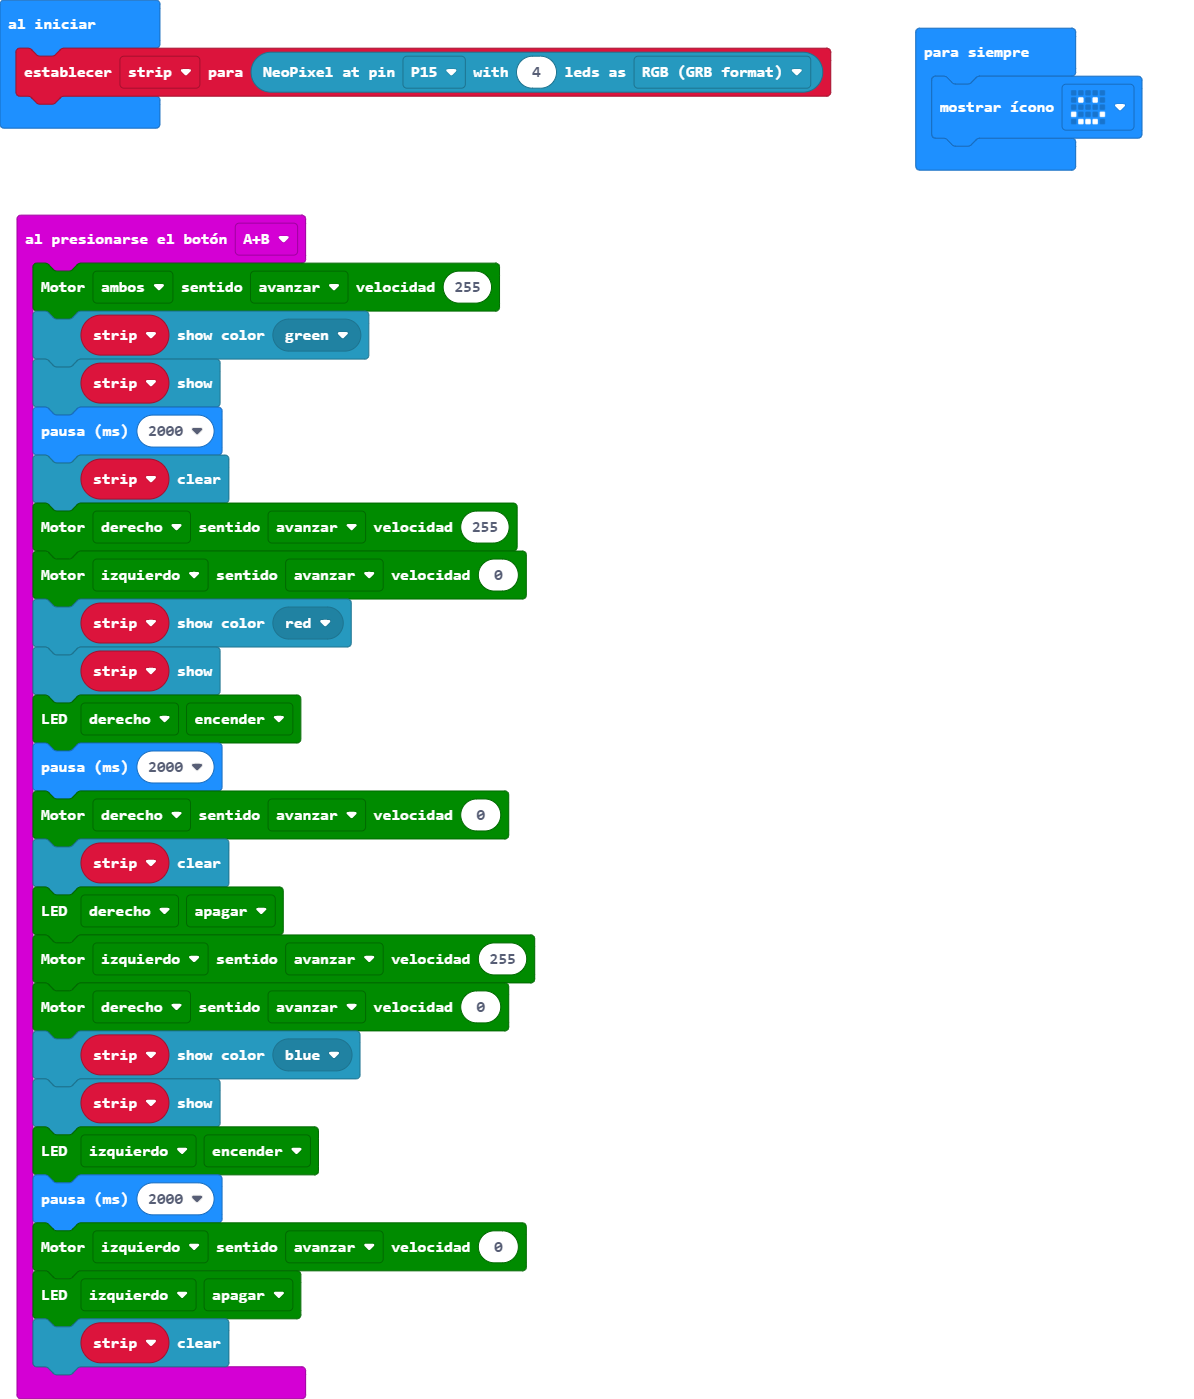 al iniciar
establecer strip para NeoPixel at pin P15 with 4 leds as RGB (GRB format)
para siempre
mostrar ícono
al presionarse el botón A+B
Motor ambos sentido avanzar velocidad 255
strip show color green
strip show
pausa (ms) 2000
strip clear
Motor derecho sentido avanzar velocidad 255
Motor izquierdo sentido avanzar velocidad 0
strip show color red
strip show
LED derecho encender
pausa (ms) 2000
Motor derecho sentido avanzar velocidad 0
strip clear
LED derecho apagar
Motor izquierdo sentido avanzar velocidad 255
Motor derecho sentido avanzar velocidad 0
strip show color blue
strip show
LED izquierdo encender
pausa (ms) 2000
Motor izquierdo sentido avanzar velocidad 0
LED izquierdo apagar
strip clear